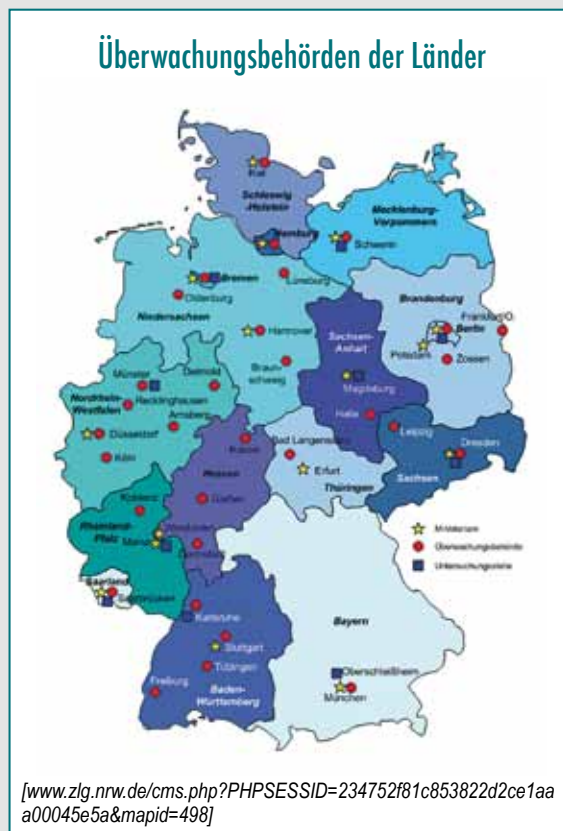 Überwachungsbehörden der Länder
Kiel
Schleswig
-Holstein
Mecklenburg-
Vorpommern
Hamburg
Schwerin
Bremen
Lüneburg
Oldenburg
Niedersachsen
Brandenburg
Frankfurt/O.
Berlin
Hannover
Sachsen-
Anhalt
Potsdam
Zossen
Braun-
schweig
Münster
Detmold
Magdeburg
Nordrhein-
Westfalen
Recklinghausen
Arnsberg
Halle
Leipzig
Düsseldorf
Kassel
Bad Langensalza
Dresden
Köln
Hessen
Erfurt
Sachsen
Thüringen
Koblenz
Gießen
Ministerium
Rheinland-
Pfalz
Wiesbaden
Überwachungsbehörde
Mainz
Darmstadt
Untersuchungsstelle
Saarland
Saarbrücken
Karlsruhe
Bayern
Stuttgart
Tübingen
Oberschleißheim
Freiburg
Baden-
Württemberg
München
[www.zlg.nrw.de/cms.php?PHPSESSID=234752f81c853822d2ce1aa
a00045e5a&mapid=498]